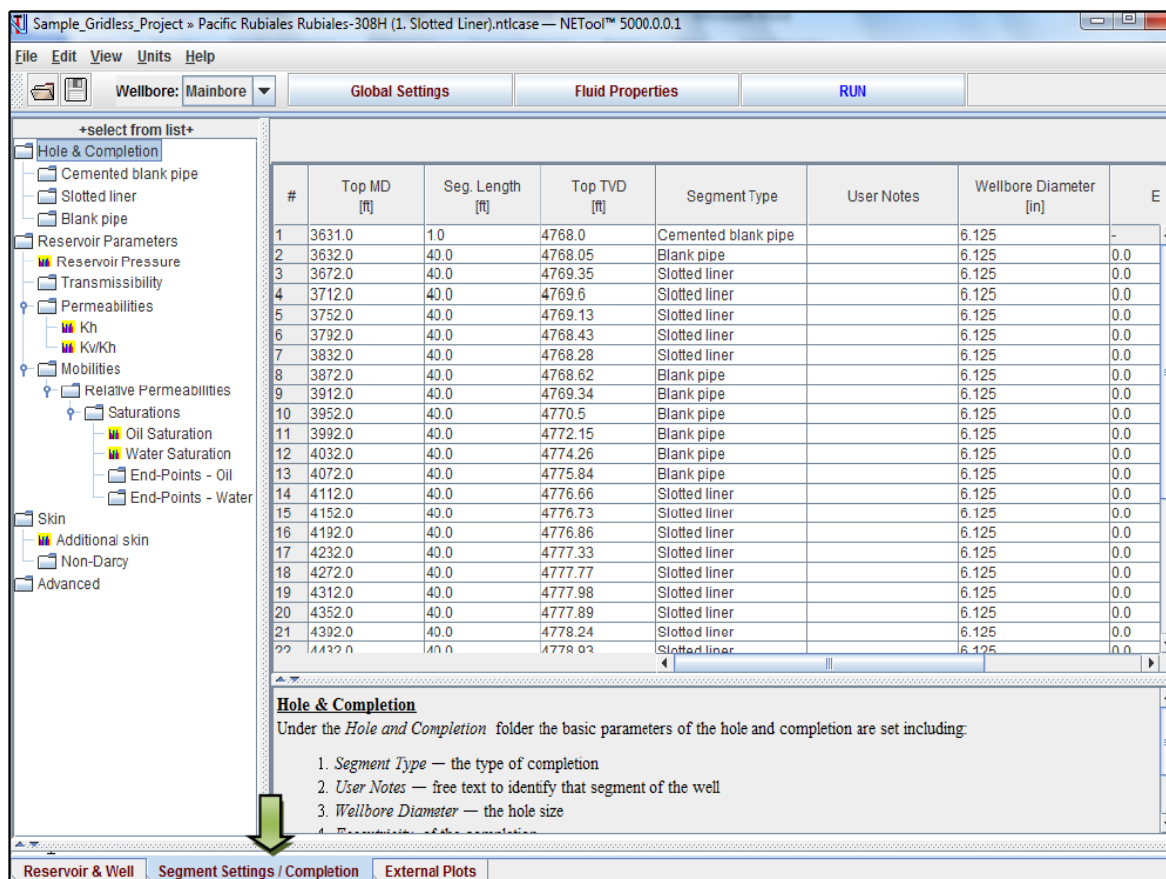 Sample_Gridless_Project » Pacific Rubiales Rubiales-308H (1. Slotted Liner).ntlcase — NETool™ 5000.0.0.1
File Edit View Units Help
Wellbore: Mainbore Global Settings Fluid Properties RUN
+select from list+
Hole & Completion
Cemented blank pipe
Slotted liner
Blank pipe
Reservoir Parameters
Reservoir Pressure
Transmissibility
Permeabilities
Kh
Kv/Kh
Mobilities
Relative Permeabilities
Saturations
Oil Saturation
Water Saturation
End-Points - Oil
End-Points - Water
Skin
Additional skin
Non-Darcy
Advanced
# Top MD [ft] Seg. Length [ft] Top TVD [ft] Segment Type User Notes Wellbore Diameter [in] E
1 3631.0 1.0 4768.0 Cemented blank pipe 6.125 -
2 3632.0 40.0 4768.05 Blank pipe 6.125 0.0
3 3672.0 40.0 4769.35 Slotted liner 6.125 0.0
4 3712.0 40.0 4769.6 Slotted liner 6.125 0.0
5 3752.0 40.0 4769.13 Slotted liner 6.125 0.0
6 3792.0 40.0 4768.43 Slotted liner 6.125 0.0
7 3832.0 40.0 4768.28 Slotted liner 6.125 0.0
8 3872.0 40.0 4768.62 Blank pipe 6.125 0.0
9 3912.0 40.0 4769.34 Blank pipe 6.125 0.0
10 3952.0 40.0 4770.5 Blank pipe 6.125 0.0
11 3992.0 40.0 4772.15 Blank pipe 6.125 0.0
12 4032.0 40.0 4774.26 Blank pipe 6.125 0.0
13 4072.0 40.0 4775.84 Blank pipe 6.125 0.0
14 4112.0 40.0 4776.66 Slotted liner 6.125 0.0
15 4152.0 40.0 4776.73 Slotted liner 6.125 0.0
16 4192.0 40.0 4776.86 Slotted liner 6.125 0.0
17 4232.0 40.0 4777.33 Slotted liner 6.125 0.0
18 4272.0 40.0 4777.77 Slotted liner 6.125 0.0
19 4312.0 40.0 4777.98 Slotted liner 6.125 0.0
20 4352.0 40.0 4777.89 Slotted liner 6.125 0.0
21 4392.0 40.0 4778.24 Slotted liner 6.125 0.0
22 4432.0 40.0 4778.93 Slotted liner 6.125 0.0
Hole & Completion
Under the Hole and Completion folder the basic parameters of the hole and completion are set including:
1. Segment Type — the type of completion
2. User Notes — free text to identify that segment of the well
3. Wellbore Diameter — the hole size
4. Eccentricity of the completion
Reservoir & Well Segment Settings / Completion External Plots